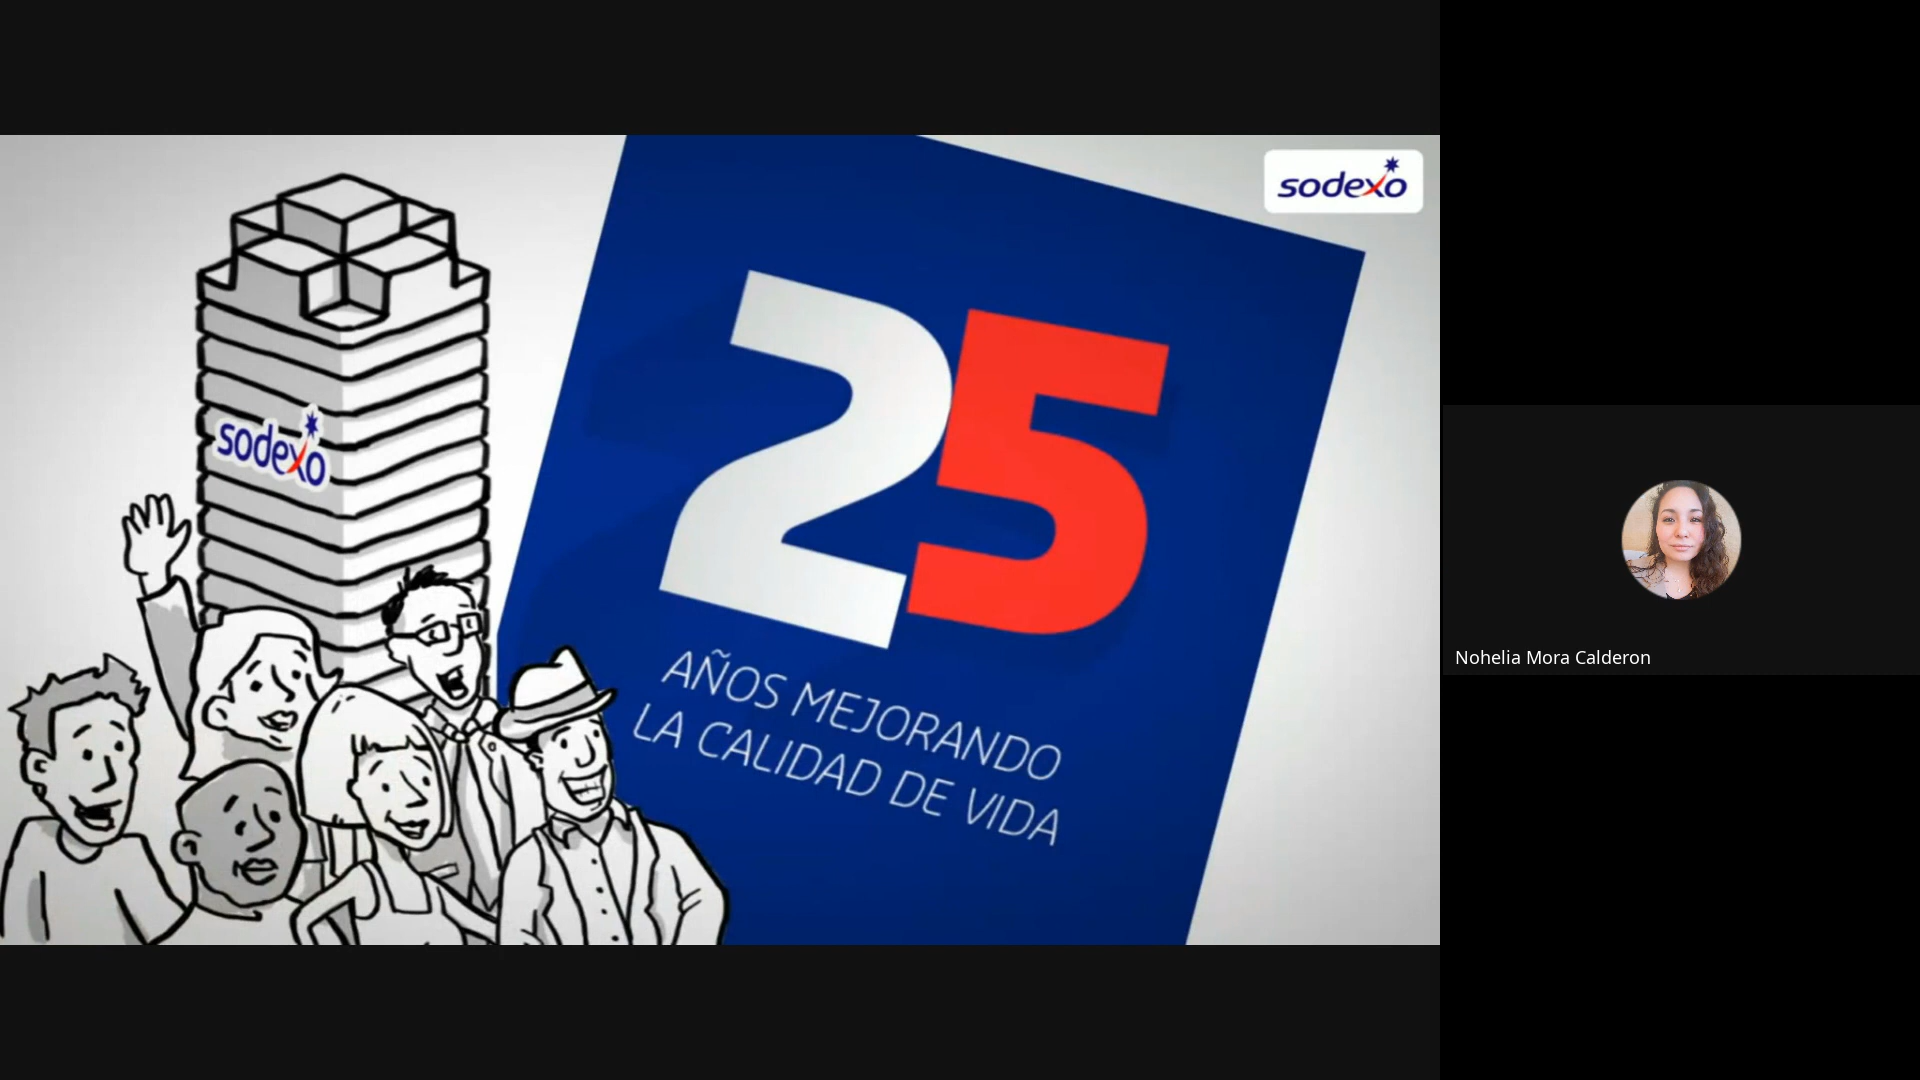 sodexo
sodexo
25
AÑOS MEJORANDO
LA CALIDAD DE VIDA
Nohelia Mora Calderon